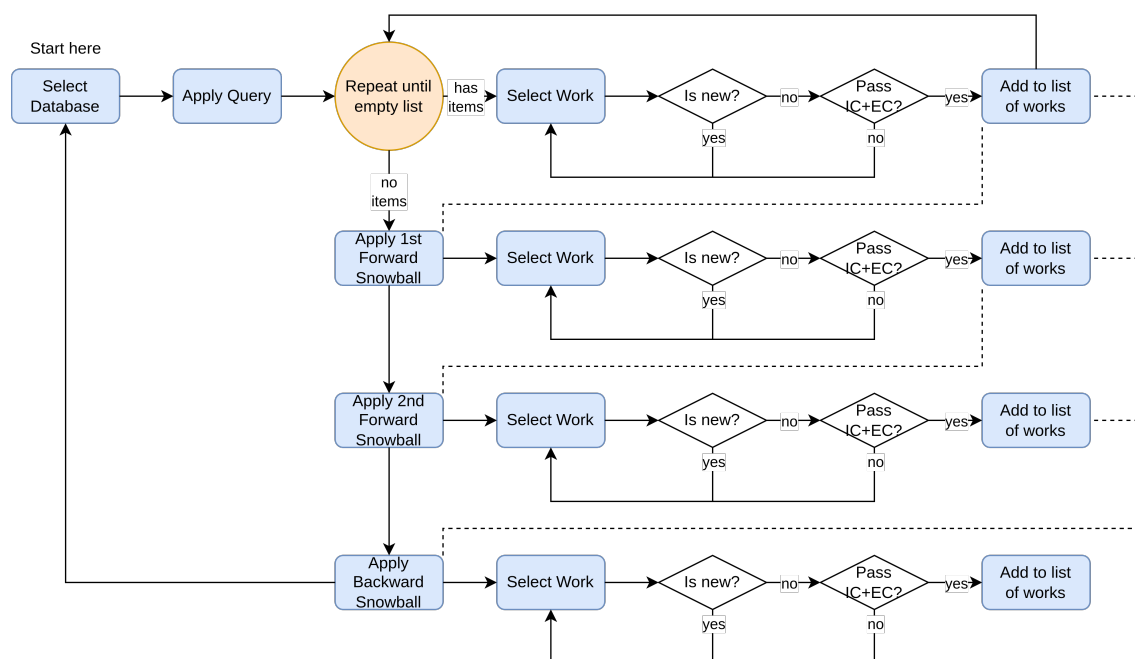 Start here
Select
Database
Apply Query
Repeat until
empty list
has
items
Select Work
Is new?
no
Pass
IC+EC?
yes
Add to list
of works
yes
no
no
items
Apply 1st
Forward
Snowball
Select Work
Is new?
no
Pass
IC+EC?
yes
Add to list
of works
yes
no
Apply 2nd
Forward
Snowball
Select Work
Is new?
no
Pass
IC+EC?
yes
Add to list
of works
yes
no
Apply
Backward
Snowball
Select Work
Is new?
no
Pass
IC+EC?
yes
Add to list
of works
yes
no